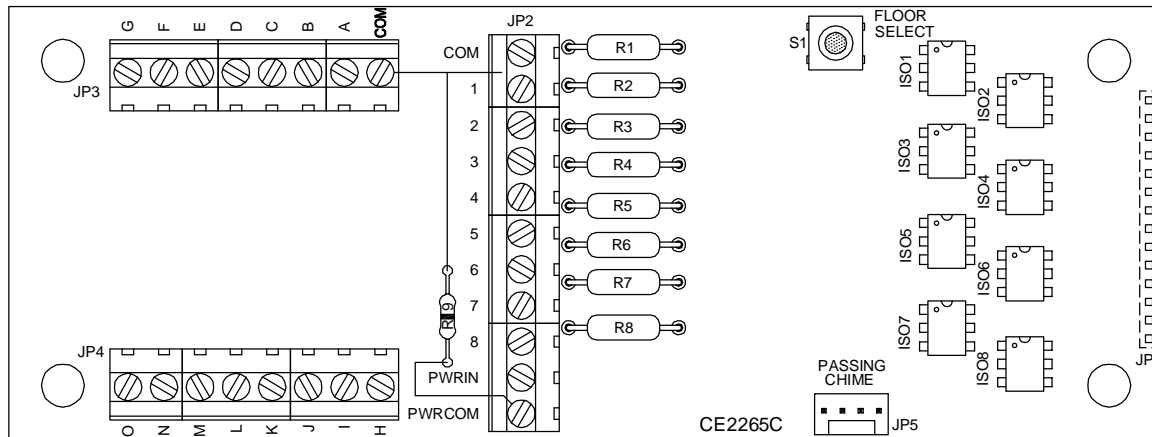 G F E D C B A COM
JP3
JP2
COM
1
2
3
4
5
6
7
8
PWRIN
PWRCOM
R1
R2
R3
R4
R5
R6
R7
R8
JP4
O N M L K J I H
S1
FLOOR
SELECT
ISO1
ISO2
ISO3
ISO4
ISO5
ISO6
ISO7
ISO8
PASSING
CHIME
JP5
CE2265C